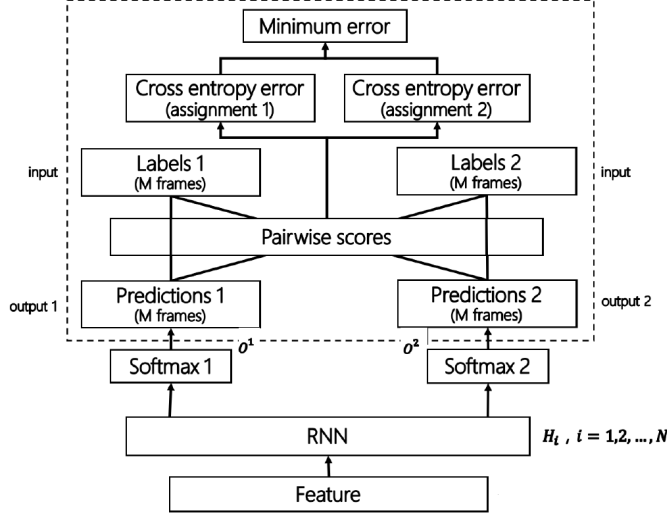 Minimum error
Cross entropy error
(assignment 1)
Cross entropy error
(assignment 2)
input
Labels 1
(M frames)
Labels 2
(M frames)
input
Pairwise scores
output 1
Predictions 1
(M frames)
Predictions 2
(M frames)
output 2
O¹
O²
Softmax 1
Softmax 2
RNN
Hᵢ , i = 1,2, …, N
Feature